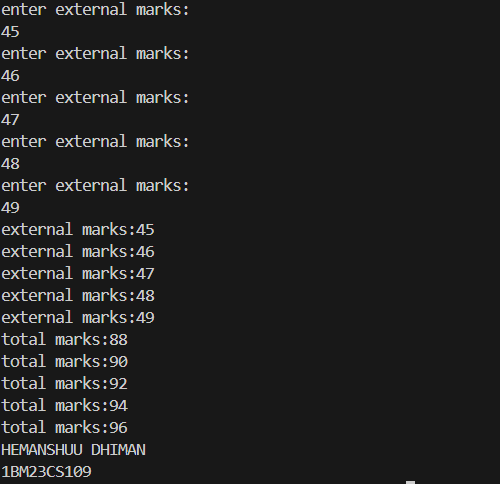 enter external marks:
45
enter external marks:
46
enter external marks:
47
enter external marks:
48
enter external marks:
49
external marks:45
external marks:46
external marks:47
external marks:48
external marks:49
total marks:88
total marks:90
total marks:92
total marks:94
total marks:96
HEMANSHUU DHIMAN
1BM23CS109